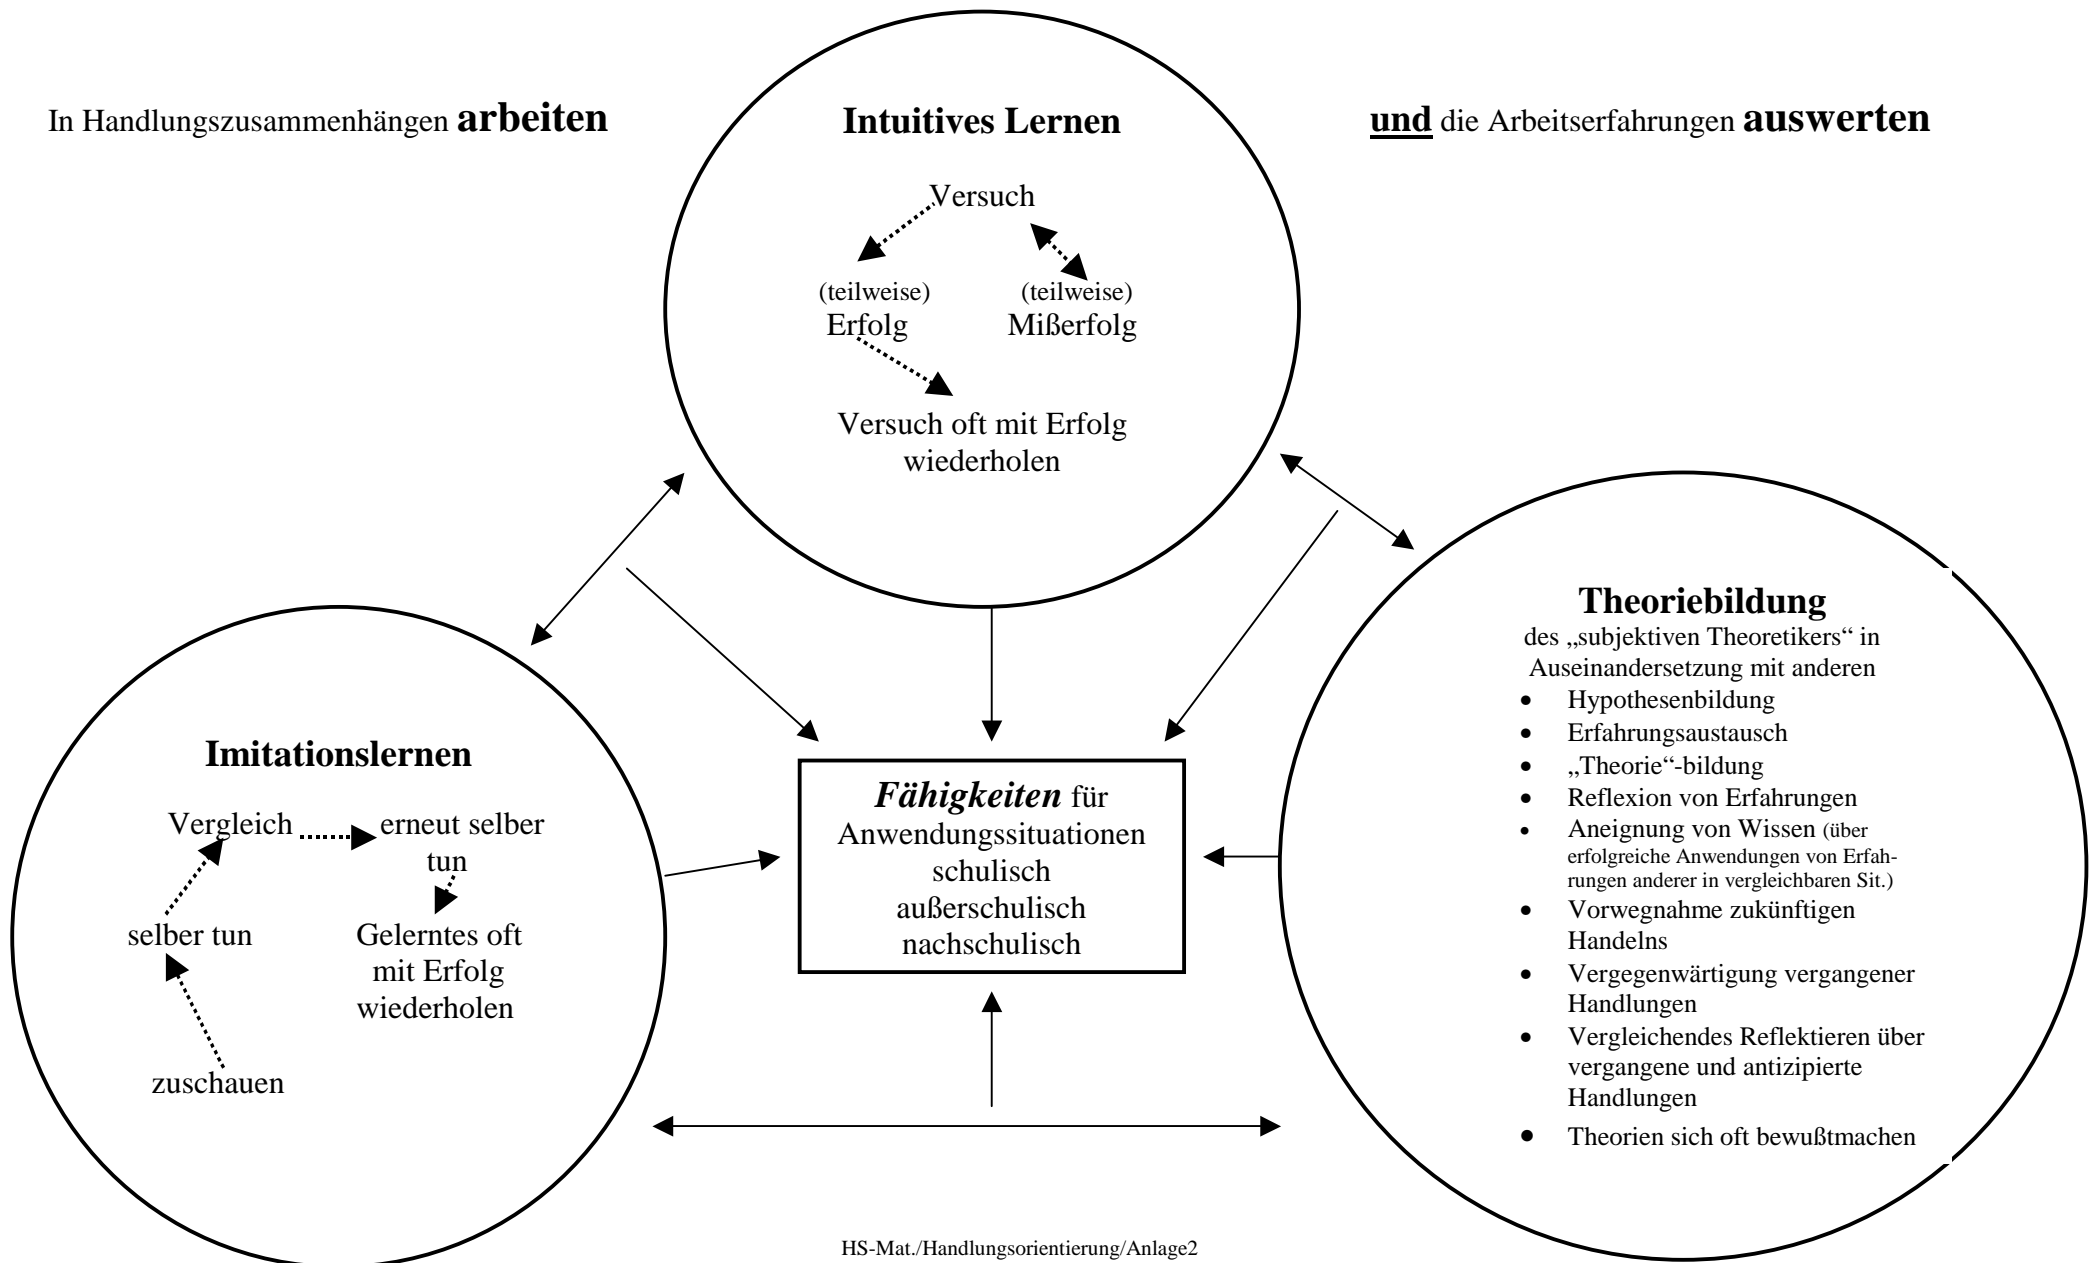 In Handlungszusammenhängen arbeiten
und die Arbeitserfahrungen auswerten
Intuitives Lernen
Versuch
(teilweise)
Erfolg
(teilweise)
Mißerfolg
Versuch oft mit Erfolg
wiederholen
Imitationslernen
Vergleich
erneut selber
tun
selber tun
Gelerntes oft
mit Erfolg
wiederholen
zuschauen
Fähigkeiten für
Anwendungssituationen
schulisch
außerschulisch
nachschulisch
Theoriebildung
des „subjektiven Theoretikers“ in
Auseinandersetzung mit anderen
• Hypothesenbildung
• Erfahrungsaustausch
• „Theorie“-bildung
• Reflexion von Erfahrungen
• Aneignung von Wissen (über
erfolgreiche Anwendungen von Erfah-
rungen anderer in vergleichbaren Sit.)
• Vorwegnahme zukünftigen
Handelns
• Vergegenwärtigung vergangener
Handlungen
• Vergleichendes Reflektieren über
vergangene und antizipierte
Handlungen
• Theorien sich oft bewußtmachen
HS-Mat./Handlungsorientierung/Anlage2